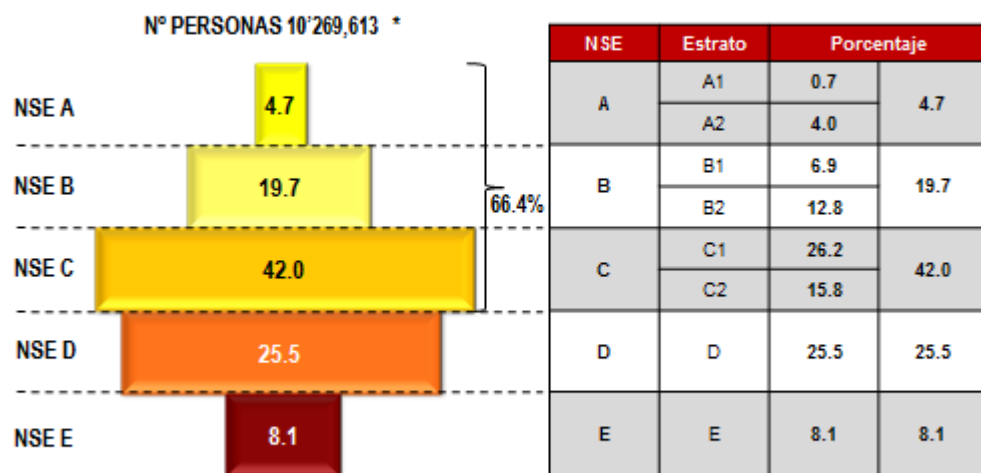 Nº PERSONAS 10'269,613 *
NSE A
4.7
NSE B
19.7
66.4%
NSE C
42.0
NSE D
25.5
NSE E
8.1
NSE Estrato Porcentaje
A A1 0.7 4.7
A2 4.0
B B1 6.9 19.7
B2 12.8
C C1 26.2 42.0
C2 15.8
D D 25.5 25.5
E E 8.1 8.1